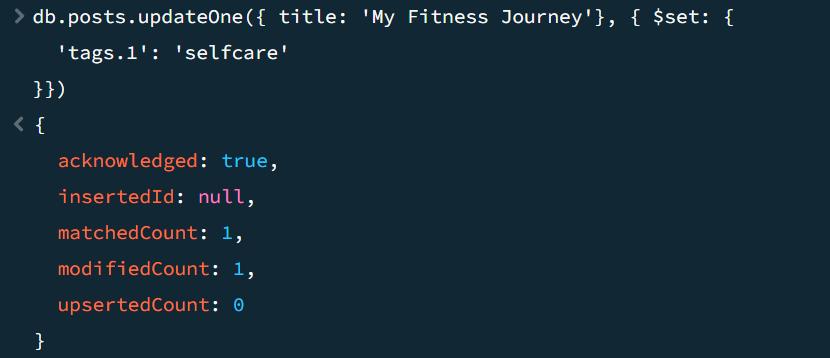 > db.posts.updateOne({ title: 'My Fitness Journey'}, { $set: {
'tags.1': 'selfcare'
}})
< {
acknowledged: true,
insertedId: null,
matchedCount: 1,
modifiedCount: 1,
upsertedCount: 0
}